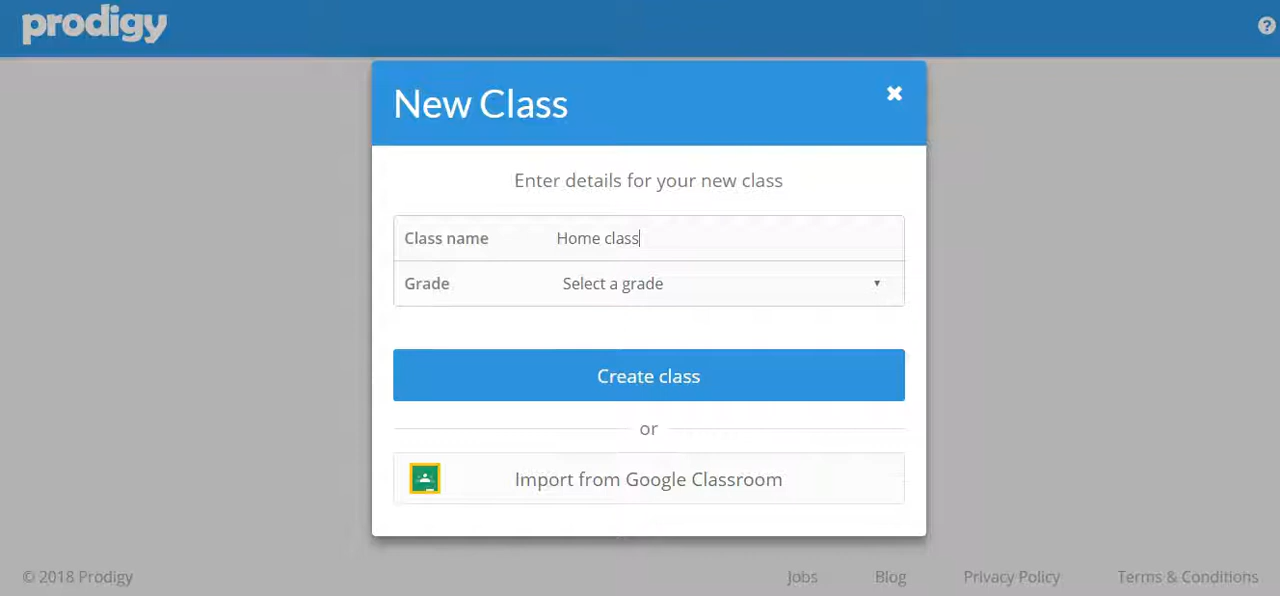 prodigy
?
New Class
Enter details for your new class
Class name Home class
Grade Select a grade
Create class
or
Import from Google Classroom
© 2018 Prodigy Jobs Blog Privacy Policy Terms & Conditions